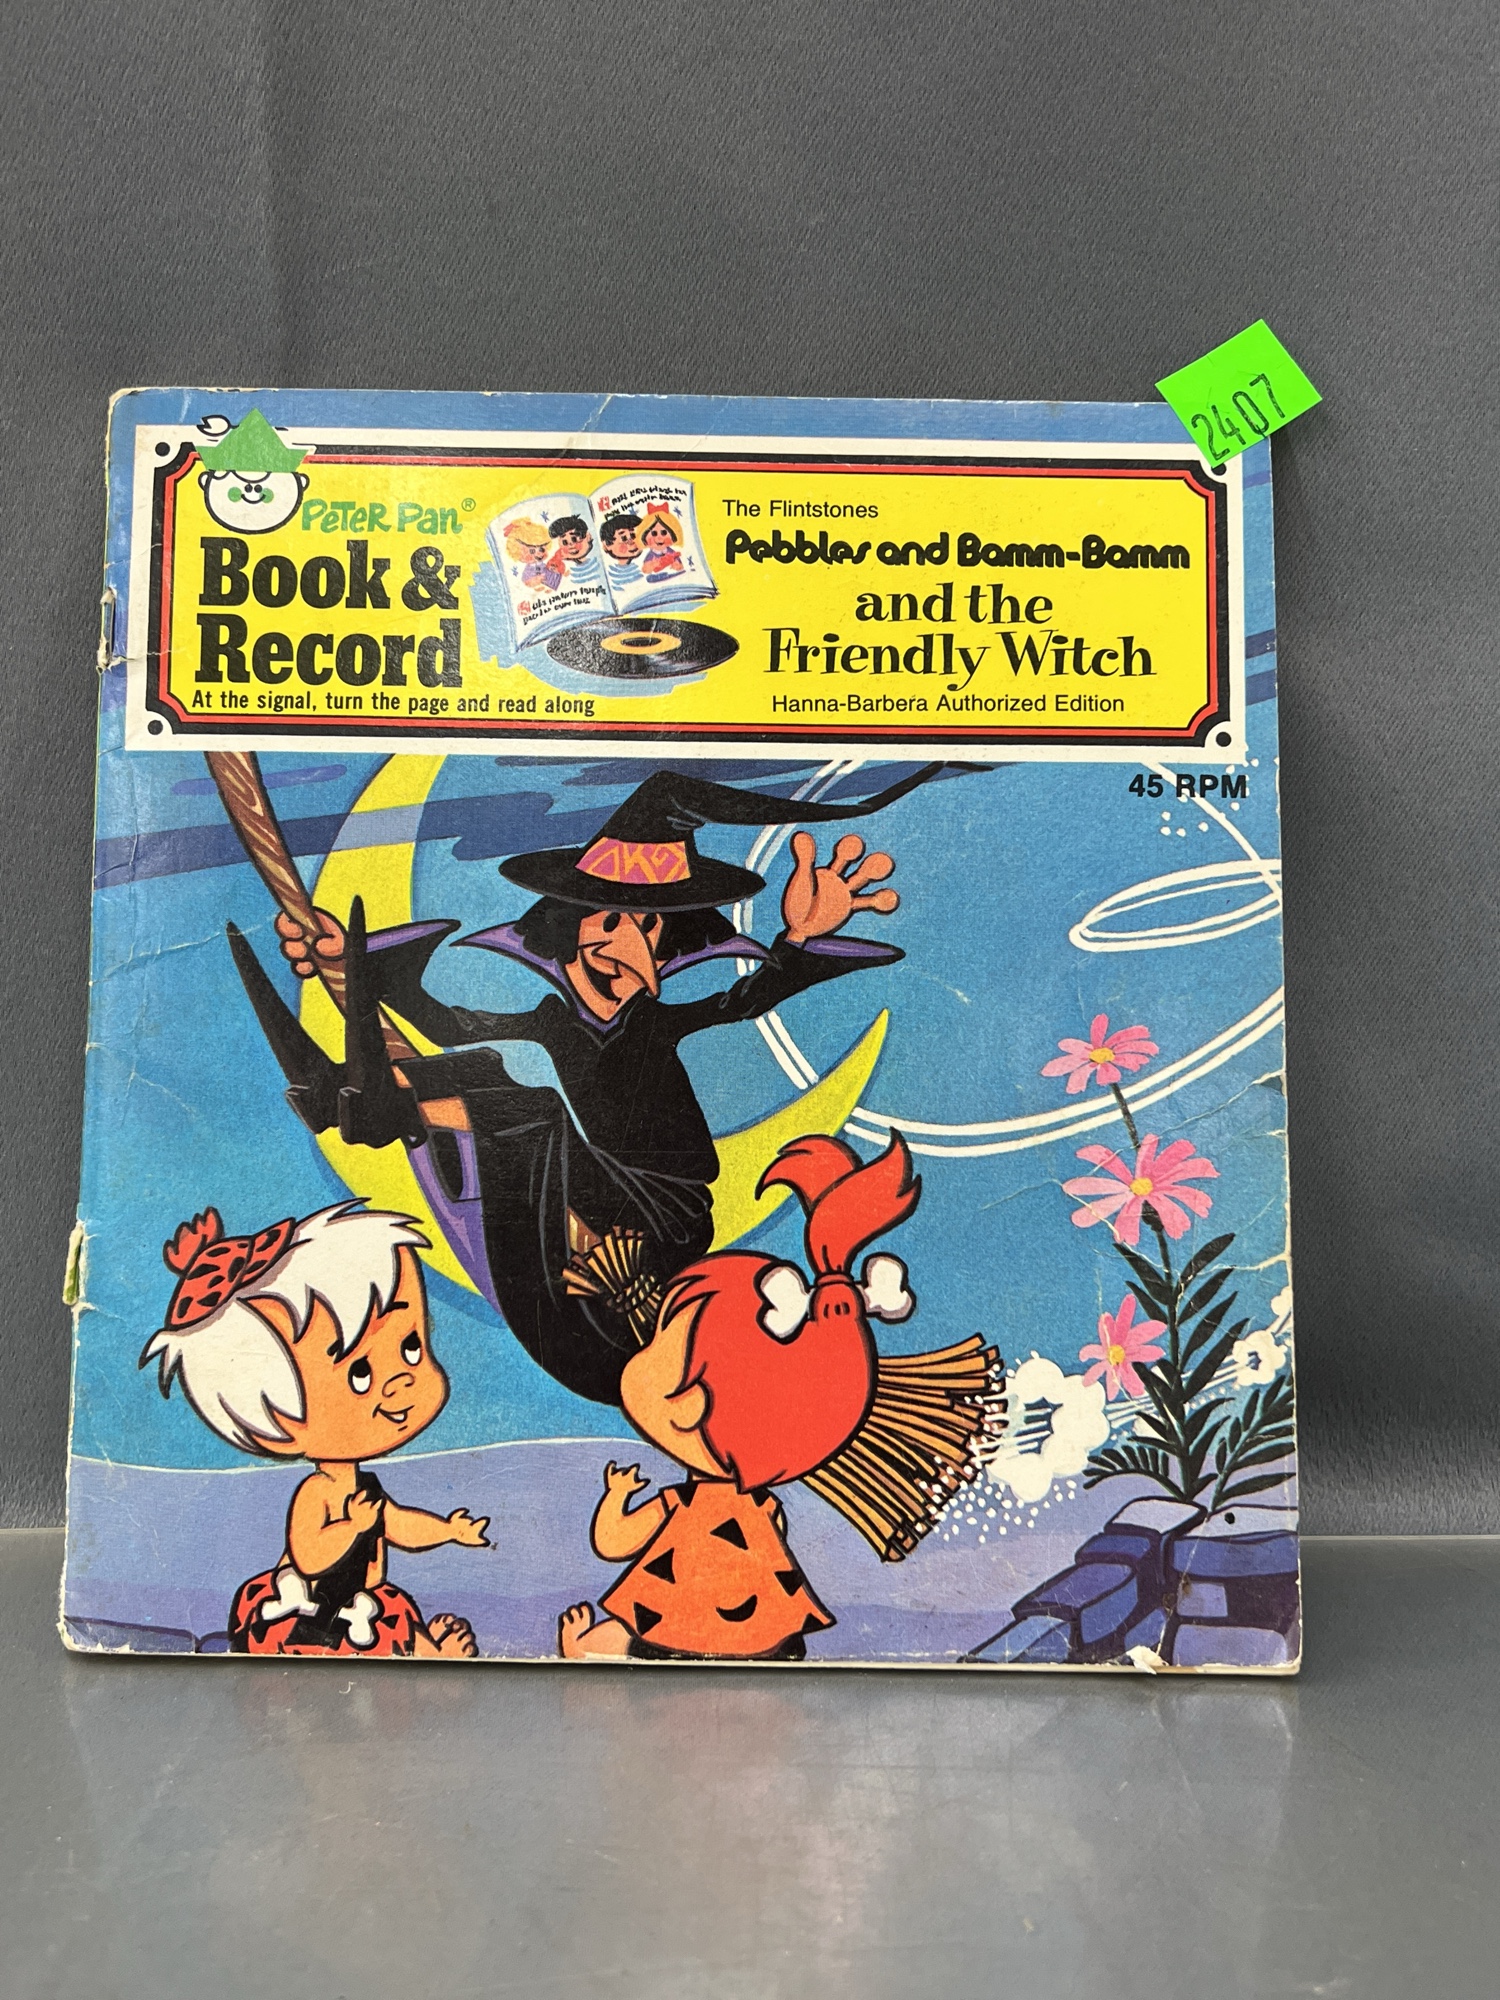 2407
PETER PAN®
Book &
Record
At the signal, turn the page and read along
The Flintstones
Pebbles and Bamm-Bamm
and the
Friendly Witch
Hanna-Barbera Authorized Edition
45 RPM